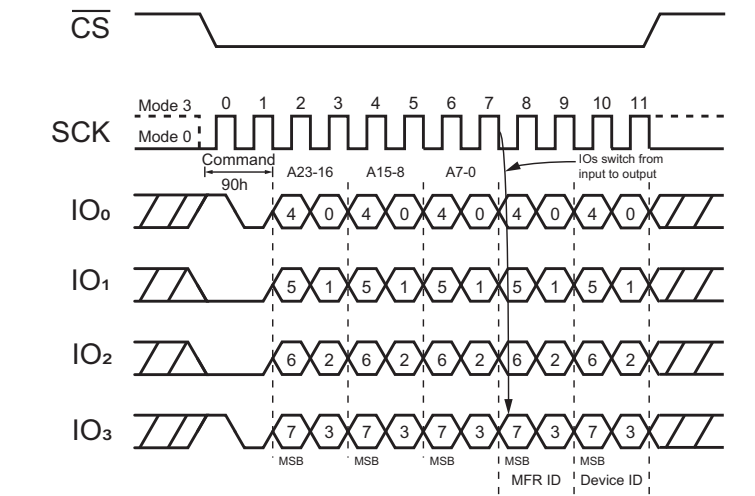 CS
Mode 3 0 1 2 3 4 5 6 7 8 9 10 11
SCK
Mode 0
Command A23-16 A15-8 A7-0 IOs switch from
input to output
90h
IO₀ 4 0 4 0 4 0 4 0 4 0
IO₁ 5 1 5 1 5 1 5 1 5 1
IO₂ 6 2 6 2 6 2 6 2 6 2
IO₃ 7 3 7 3 7 3 7 3 7 3
MSB MSB MSB MSB MSB
MFR ID Device ID